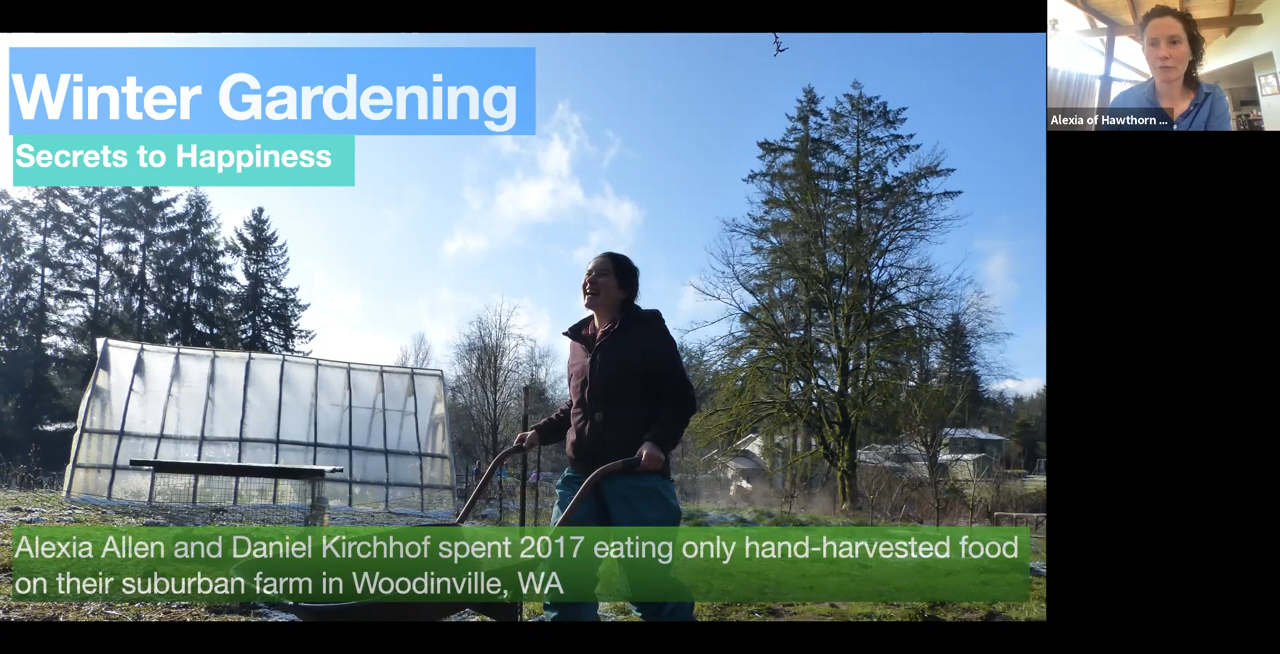 Winter Gardening
Secrets to Happiness
Alexia of Hawthorn ...
Alexia Allen and Daniel Kirchhof spent 2017 eating only hand-harvested food
on their suburban farm in Woodinville, WA